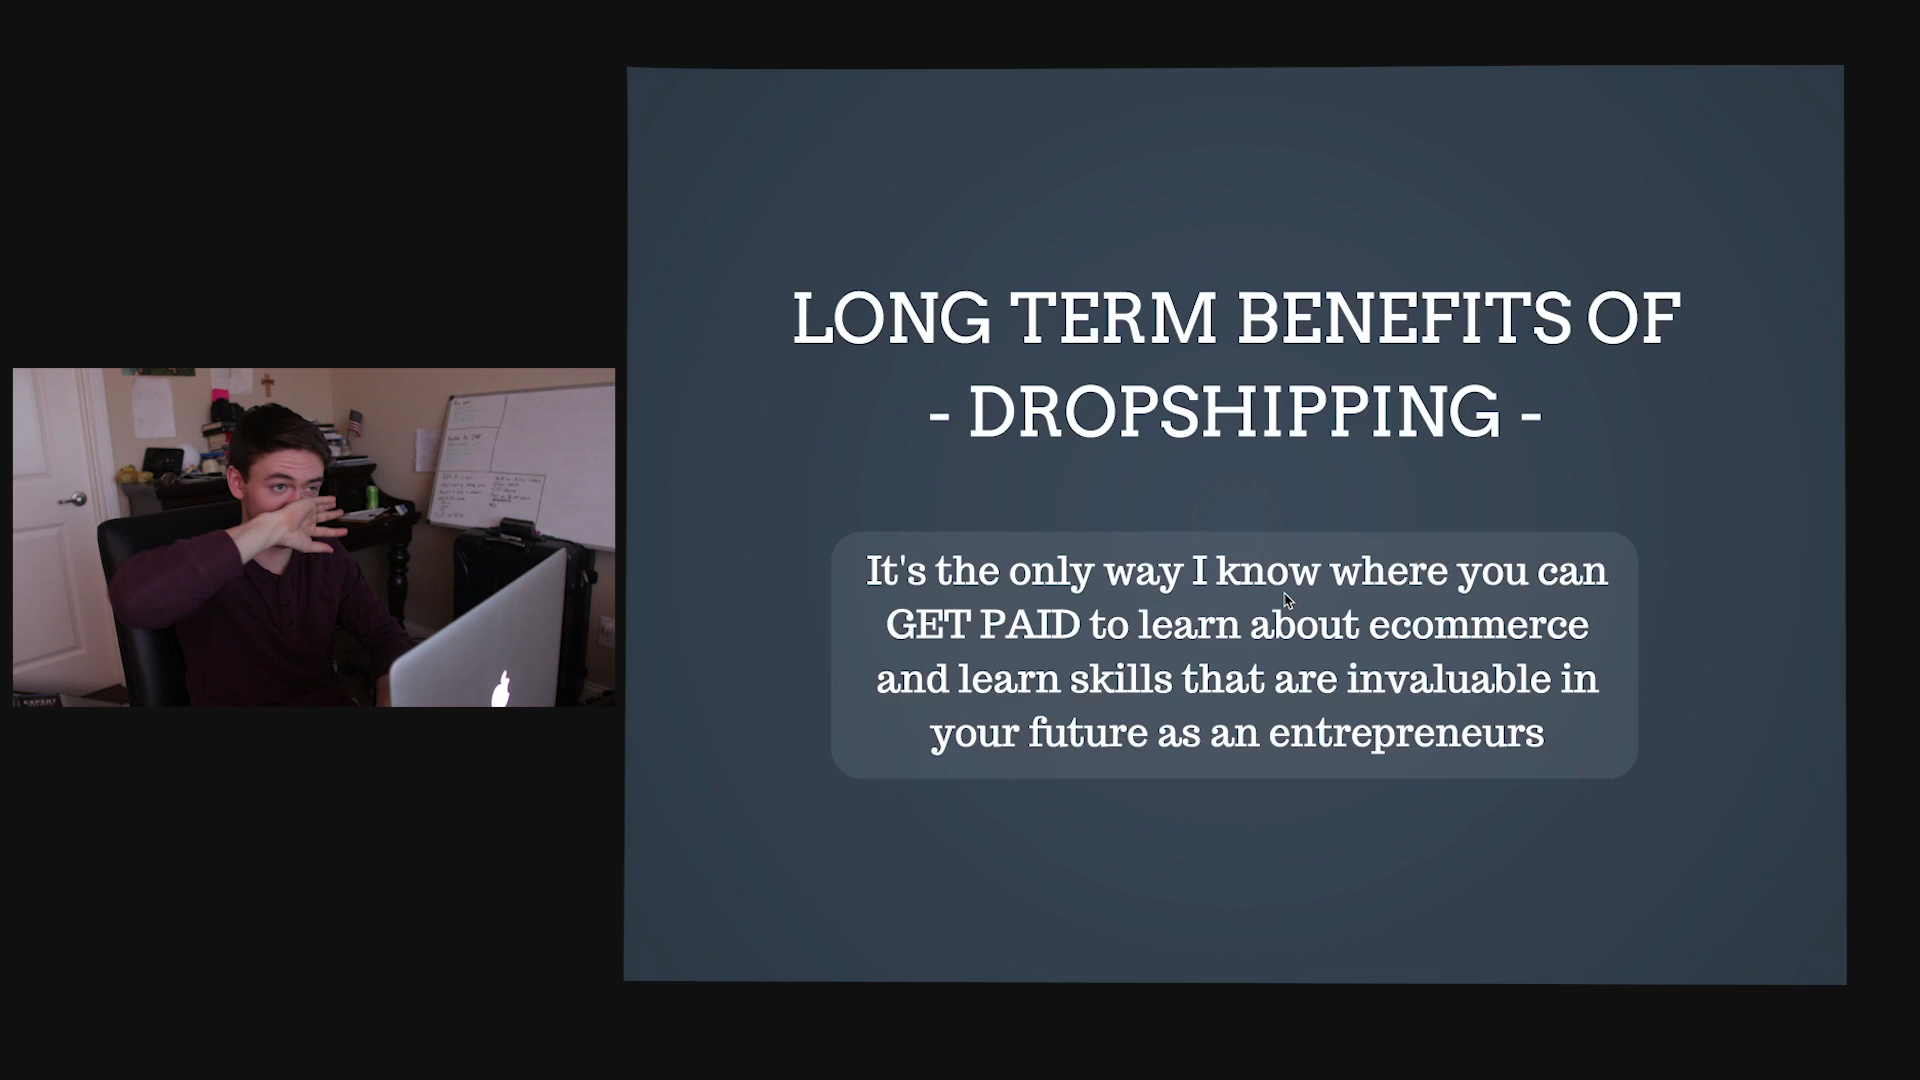 LONG TERM BENEFITS OF
- DROPSHIPPING -
It's the only way I know where you can
GET PAID to learn about ecommerce
and learn skills that are invaluable in
your future as an entrepreneurs